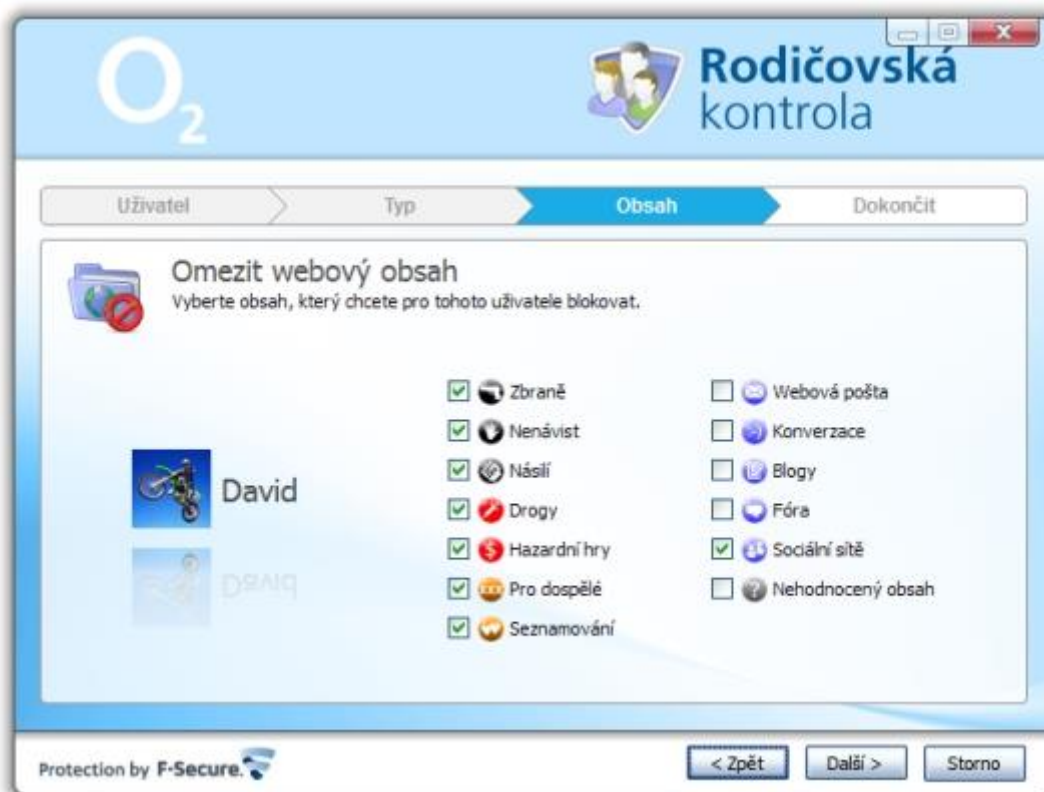 O2
Rodičovská
kontrola
Uživatel
Typ
Obsah
Dokončit
Omezit webový obsah
Vyberte obsah, který chcete pro tohoto uživatele blokovat.
David
Zbraně
Nenávist
Násilí
Drogy
Hazardní hry
Pro dospělé
Seznamování
Webová pošta
Konverzace
Blogy
Fóra
Sociální sítě
Nehodnocený obsah
Protection by F-Secure.
< Zpět
Další >
Storno